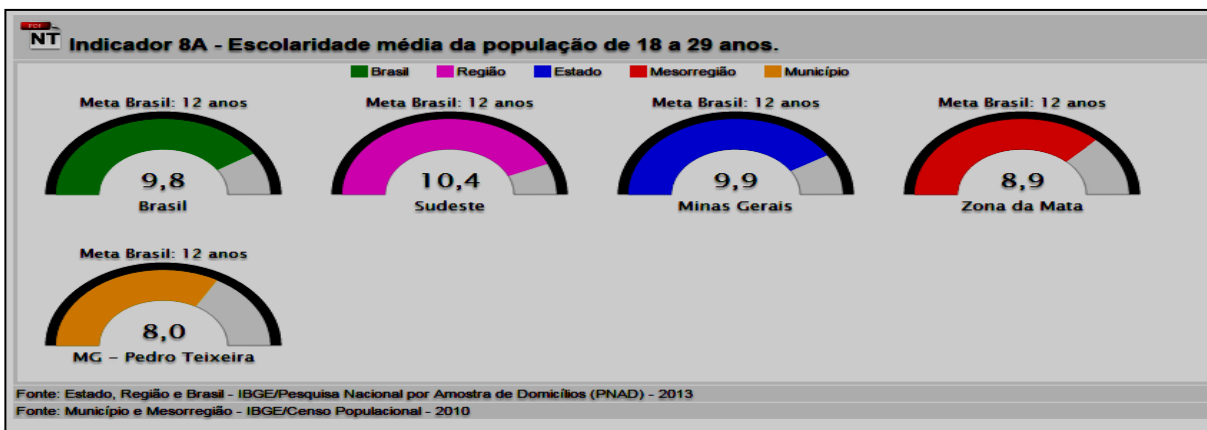 PDF
NT Indicador 8A - Escolaridade média da população de 18 a 29 anos.
Brasil Região Estado Mesorregião Município
Meta Brasil: 12 anos Meta Brasil: 12 anos Meta Brasil: 12 anos Meta Brasil: 12 anos
9,8 10,4 9,9 8,9
Brasil Sudeste Minas Gerais Zona da Mata
Meta Brasil: 12 anos
8,0
MG - Pedro Teixeira
Fonte: Estado, Região e Brasil - IBGE/Pesquisa Nacional por Amostra de Domicílios (PNAD) - 2013
Fonte: Município e Mesorregião - IBGE/Censo Populacional - 2010